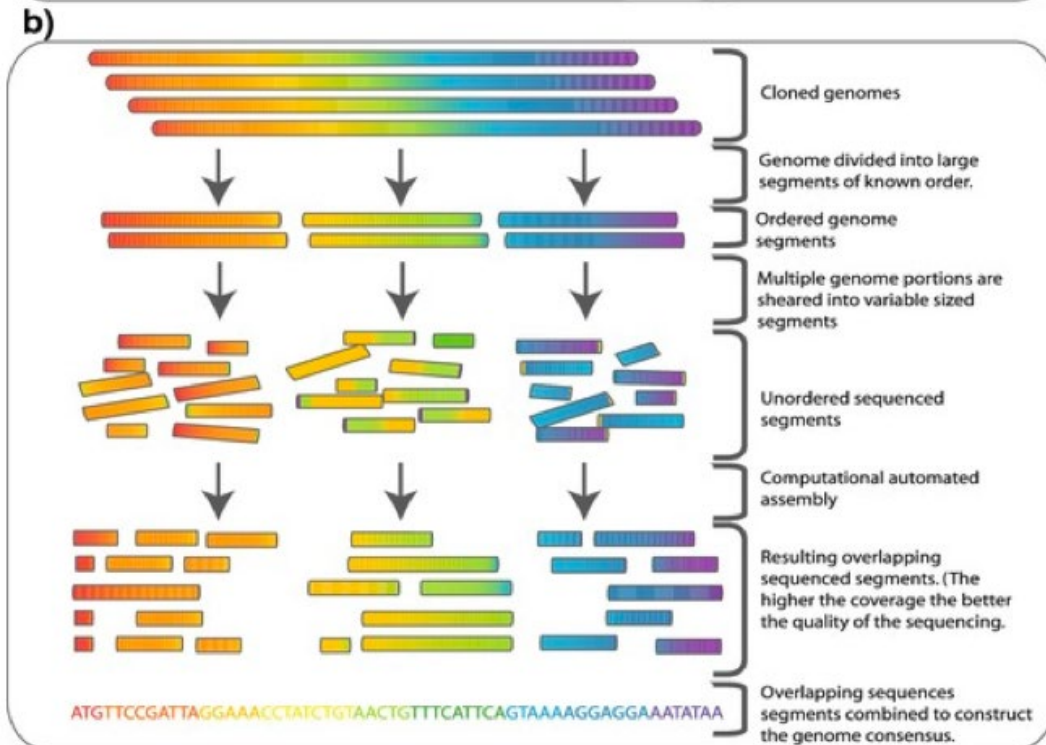 b)
Cloned genomes
Genome divided into large
segments of known order.
Ordered genome
segments
Multiple genome portions are
sheared into variable sized
segments
Unordered sequenced
segments
Computational automated
assembly
Resulting overlapping
sequenced segments. (The
higher the coverage the better
the quality of the sequencing.
Overlapping sequences
segments combined to construct
the genome consensus.
ATGTTCCGATTAGGAAACCTATCTGTAACTGTTTCATTCAGTAAAAGGAGGAAATATAA